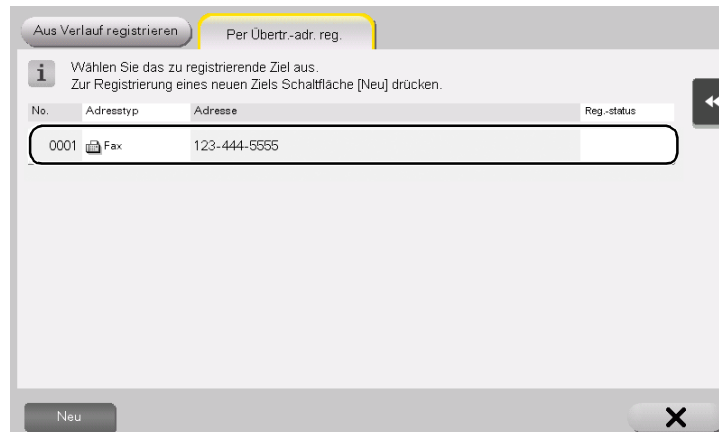 Aus Verlauf registrieren
Per Übertr.-adr. reg.
i
Wählen Sie das zu registrierende Ziel aus.
Zur Registrierung eines neuen Ziels Schaltfläche [Neu] drücken.
No. Adresstyp Adresse Reg.-status
0001 Fax 123-444-5555
Neu